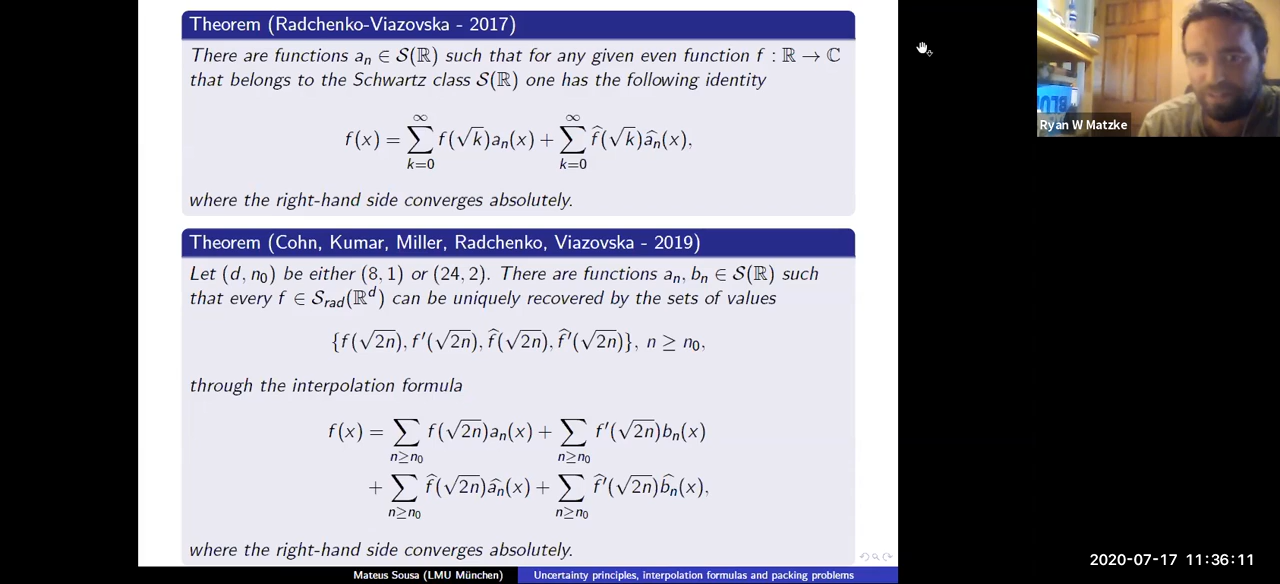 Theorem (Radchenko-Viazovska - 2017)
There are functions aₙ ∈ 𝒮(ℝ) such that for any given even function f : ℝ → ℂ
that belongs to the Schwartz class 𝒮(ℝ) one has the following identity
f(x) = ∑_{k=0}^{∞} f(√k)aₙ(x) + ∑_{k=0}^{∞} f̂(√k)âₙ(x),
where the right-hand side converges absolutely.
Theorem (Cohn, Kumar, Miller, Radchenko, Viazovska - 2019)
Let (d, n₀) be either (8, 1) or (24, 2). There are functions aₙ, bₙ ∈ 𝒮(ℝ) such
that every f ∈ 𝒮_{rad}(ℝᵈ) can be uniquely recovered by the sets of values
{f(√2n), f′(√2n), f̂(√2n), f̂′(√2n)}, n ≥ n₀,
through the interpolation formula
f(x) = ∑_{n≥n₀} f(√2n)aₙ(x) + ∑_{n≥n₀} f′(√2n)bₙ(x)
+ ∑_{n≥n₀} f̂(√2n)âₙ(x) + ∑_{n≥n₀} f̂′(√2n)b̂ₙ(x),
where the right-hand side converges absolutely.
Mateus Sousa (LMU München) Uncertainty principles, interpolation formulas and packing problems
Ryan W Matzke
2020-07-17 11:36:11